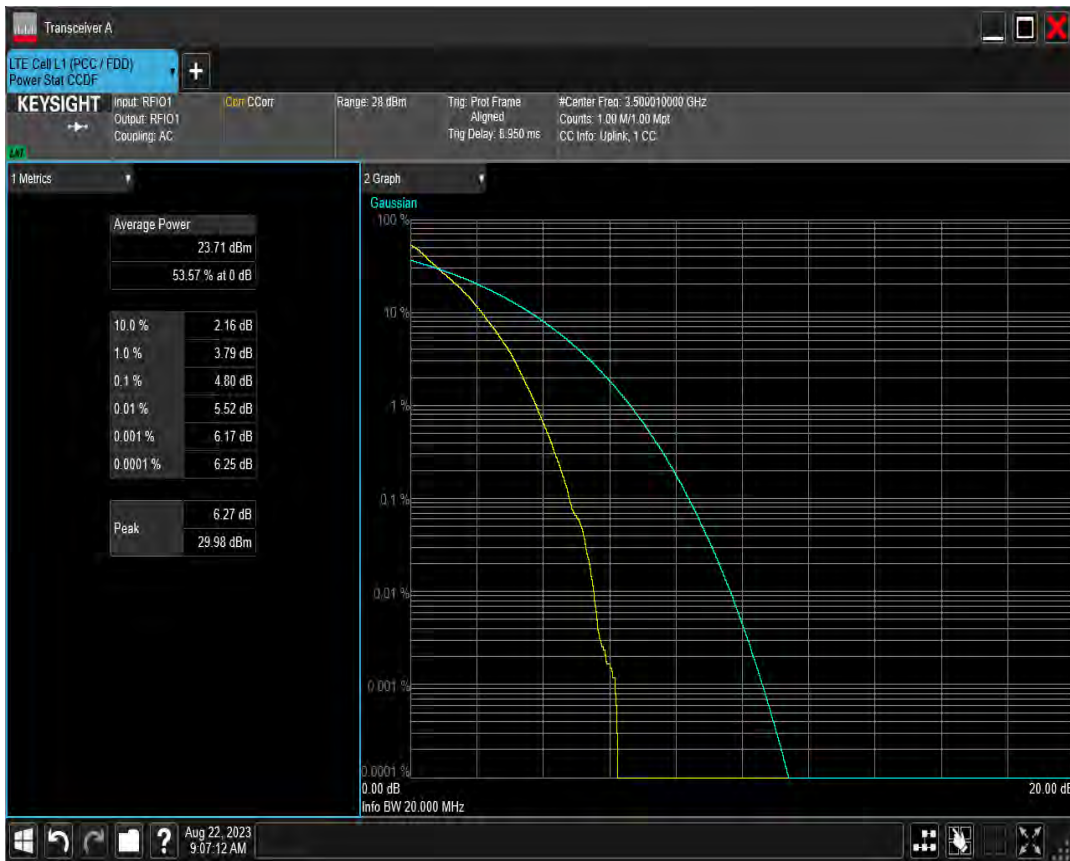 Transceiver A
LTE Cell L1 (PCC / FDD)
Power Stat CCDF
+
KEYSIGHT
Input: RFIO1
Output: RFIO1
Coupling: AC
Corr CCorr
Range: 28 dBm
Trig: Prot Frame
Aligned
Trig Delay: 8.950 ms
#Center Freq: 3.500010000 GHz
Counts: 1.00 M/1.00 Mpt
CC Info: Uplink, 1 CC
LXI
1 Metrics
Average Power
23.71 dBm
53.57 % at 0 dB
10.0 % 2.16 dB
1.0 % 3.79 dB
0.1 % 4.80 dB
0.01 % 5.52 dB
0.001 % 6.17 dB
0.0001 % 6.25 dB
Peak
6.27 dB
29.98 dBm
2 Graph
Gaussian
100 %
10 %
1 %
0.1 %
0.01 %
0.001 %
0.0001 %
0.00 dB
20.00 dB
Info BW 20.000 MHz
?
Aug 22, 2023
9:07:12 AM